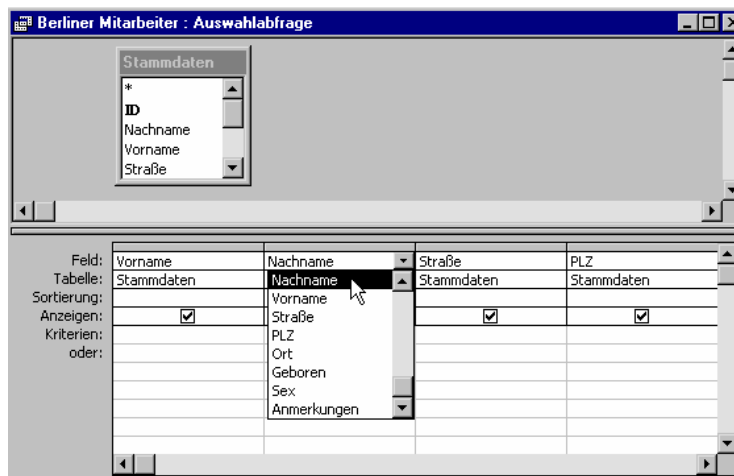 Berliner Mitarbeiter : Auswahlabfrage
Stammdaten
*
ID
Nachname
Vorname
Straße
Feld: Vorname Nachname Straße PLZ
Tabelle: Stammdaten Nachname Stammdaten Stammdaten
Sortierung: Vorname
Anzeigen: Straße
Kriterien: PLZ
oder: Ort
Geboren
Sex
Anmerkungen